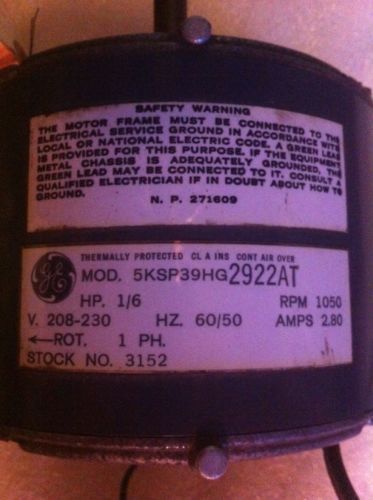 SAFETY WARNING
THE MOTOR FRAME MUST BE CONNECTED TO THE
ELECTRICAL SERVICE GROUND IN ACCORDANCE WITH
LOCAL OR NATIONAL ELECTRIC CODE. A GREEN LEAD
IS PROVIDED FOR THIS PURPOSE. IF THE EQUIPMENT
METAL CHASSIS IS ADEQUATELY GROUNDED, THE
GREEN LEAD MAY BE CONNECTED TO IT. CONSULT A
QUALIFIED ELECTRICIAN IF IN DOUBT ABOUT HOW TO
GROUND.
N. P. 271609
THERMALLY PROTECTED CL A INS CONT AIR OVER
GE MOD. 5KSP39HG2922AT
HP. 1/6 RPM 1050
V. 208-230 HZ. 60/50 AMPS 2.80
←ROT. 1 PH.
STOCK NO. 3152